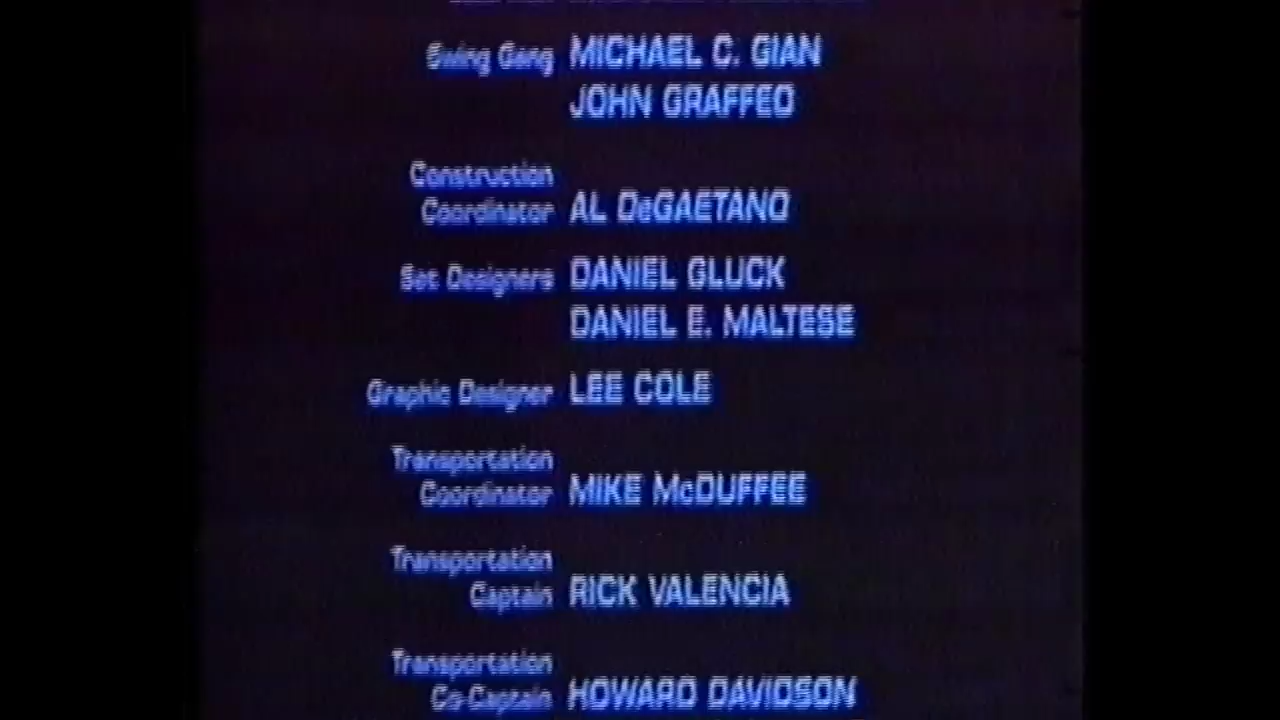 Swing Gang MICHAEL C. GIAN
JOHN GRAFFEO
Construction
Coordinator AL DeGAETANO
Set Designers DANIEL GLUCK
DANIEL E. MALTESE
Graphic Designer LEE COLE
Transportation
Coordinator MIKE McDUFFEE
Transportation
Captain RICK VALENCIA
Transportation
Co-Captain HOWARD DAVIDSON